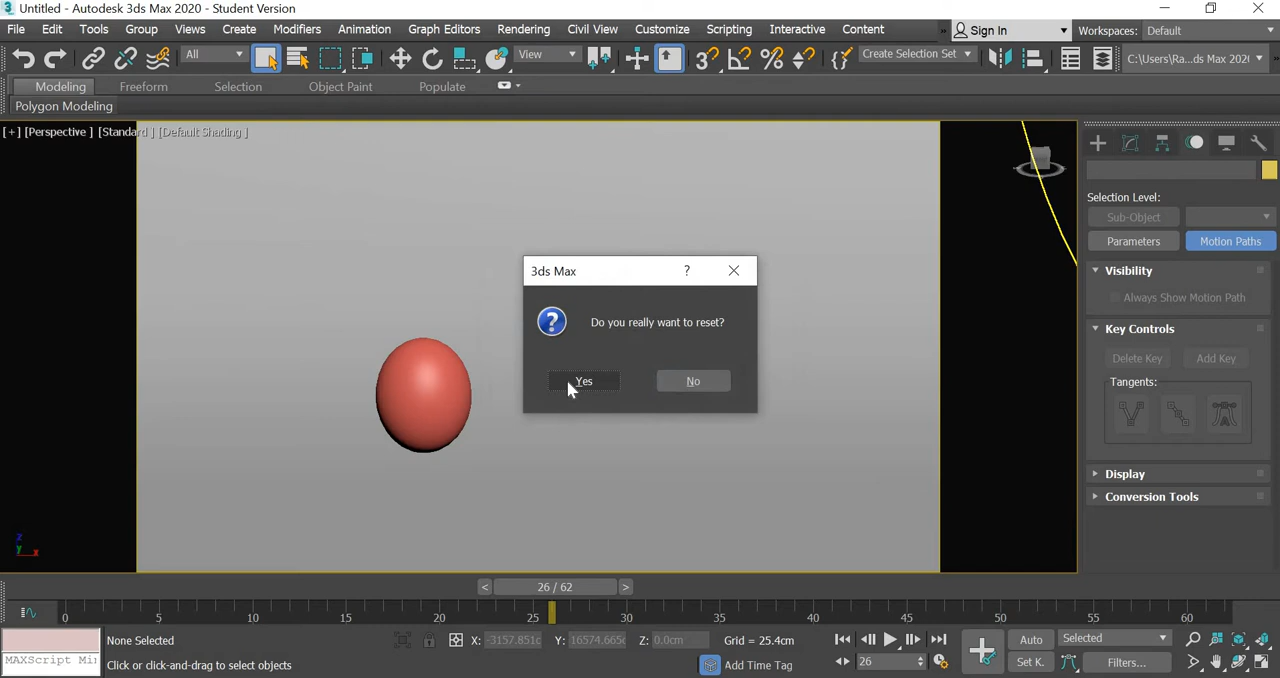 Untitled - Autodesk 3ds Max 2020 - Student Version
File Edit Tools Group Views Create Modifiers Animation Graph Editors Rendering Civil View Customize Scripting Interactive Content » Sign In Workspaces: Default
All View Create Selection Set C:\Users\Ra...ds Max 202(
Modeling Freeform Selection Object Paint Populate
Polygon Modeling
[+] [Perspective ] [Standard ] [Default Shading ]
Selection Level:
Sub-Object
Parameters Motion Paths
3ds Max ?
Visibility
Always Show Motion Path
Do you really want to reset?
Key Controls
Delete Key Add Key
Yes No
Tangents:
Display
Conversion Tools
z
y x
< 26 / 62 >
0 5 10 15 20 25 30 35 40 45 50 55 60
None Selected X: -3157.851c Y: 16574.665c Z: 0.0cm Grid = 25.4cm Auto Selected
MAXScript Mi Click or click-and-drag to select objects Add Time Tag 26 Set K. Filters...